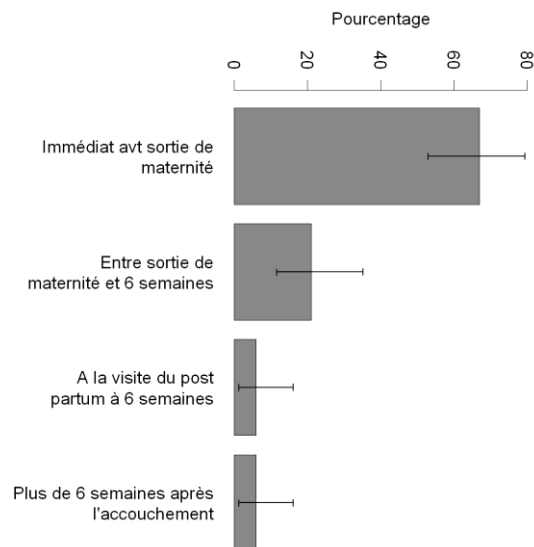 Pourcentage
0 20 40 60 80
Immédiat avt sortie de
maternité
Entre sortie de
maternité et 6 semaines
A la visite du post
partum à 6 semaines
Plus de 6 semaines après
l'accouchement